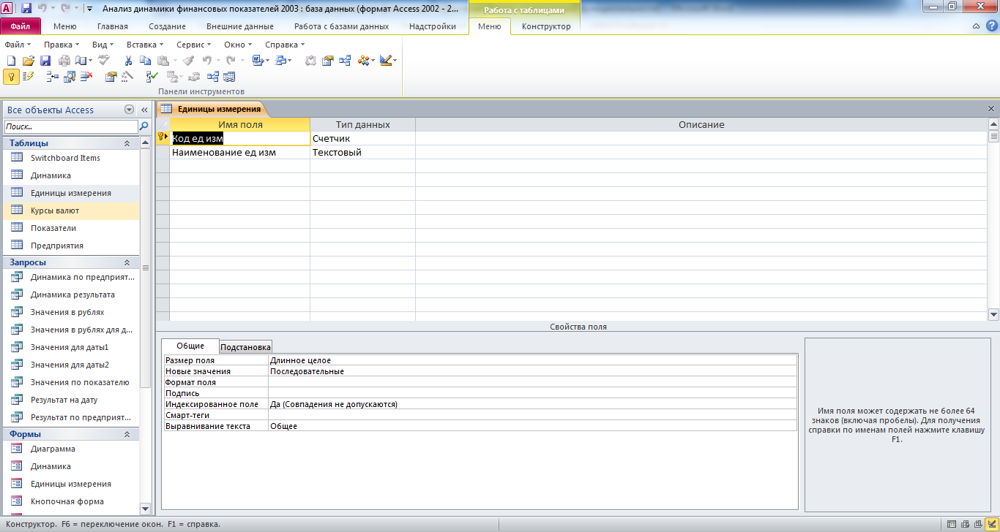 Анализ динамики финансовых показателей 2003 : база данных (формат Access 2002 - 2...
Работа с таблицами
Файл Меню Главная Создание Внешние данные Работа с базами данных Надстройки Меню Конструктор
Файл Правка Вид Вставка Сервис Окно Справка
Панели инструментов
Все объекты Access
Поиск...
Таблицы
Switchboard Items
Динамика
Единицы измерения
Курсы валют
Показатели
Предприятия
Запросы
Динамика по предприят...
Динамика результата
Значения в рублях
Значения в рублях для д...
Значения для даты1
Значения для даты2
Значения по показателю
Результат на дату
Результат по предприят...
Формы
Диаграмма
Динамика
Единицы измерения
Кнопочная форма
Единицы измерения
Имя поля Тип данных Описание
Код ед изм Счетчик
Наименование ед изм Текстовый
Свойства поля
Общие Подстановка
Размер поля Длинное целое
Новые значения Последовательные
Формат поля
Подпись
Индексированное поле Да (Совпадения не допускаются)
Смарт-теги
Выравнивание текста Общее
Имя поля может содержать не более 64
знаков (включая пробелы). Для получения
справки по именам полей нажмите клавишу
F1.
Конструктор. F6 = переключение окон. F1 = справка.